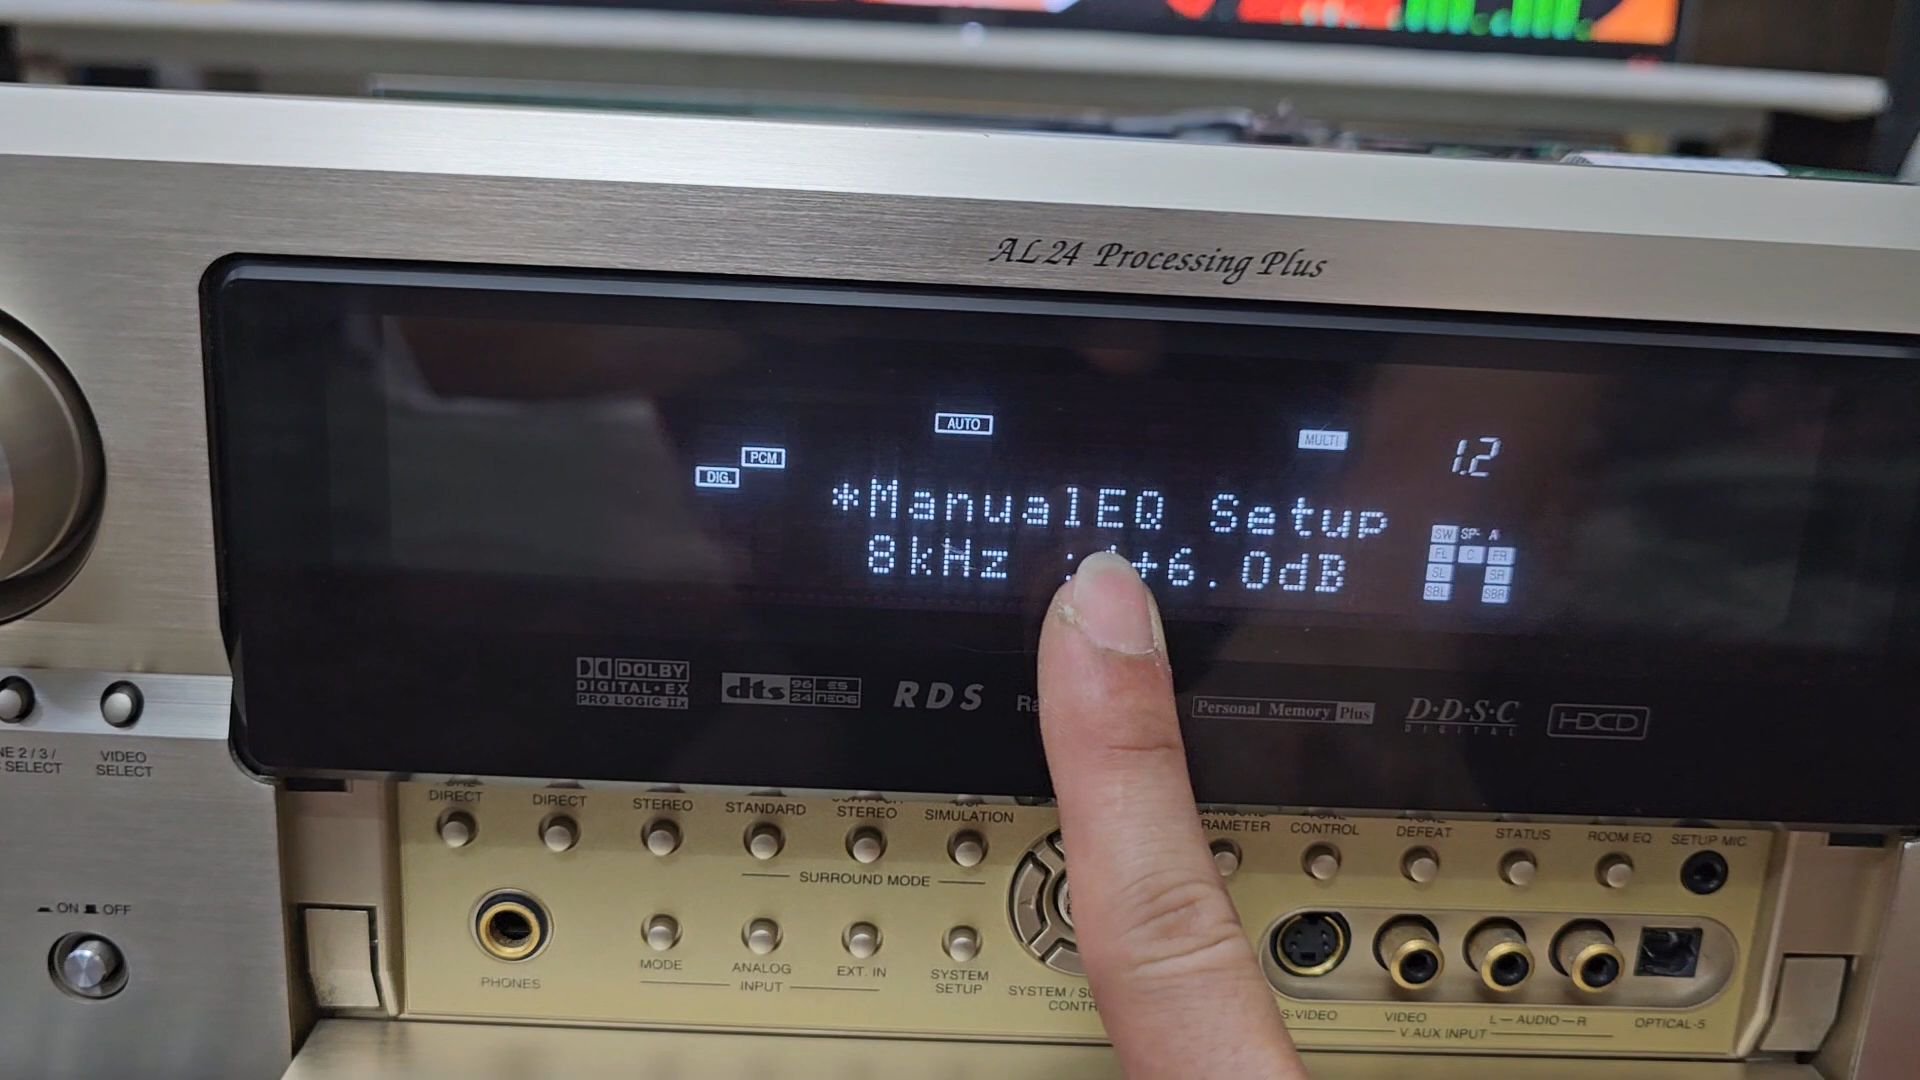 AL24 Processing Plus
AUTO
MULTI
1.2
PCM
DIG.
*ManualEQ Setup
8kHz : +6.0dB
SW SP- A
FL C FR
SL SR
SBL SBR
DOLBY
DIGITAL·EX
PRO LOGIC IIx
dts 96 24 ES
RDS
Personal Memory Plus
D·D·S·C
DIGITAL
HDCD
SELECT
VIDEO
SELECT
DIRECT
DIRECT
STEREO
STANDARD
STEREO
SIMULATION
CONTROL
DEFEAT
STATUS
ROOM EQ
SETUP MIC
SURROUND MODE
ON OFF
PHONES
MODE
ANALOG
EXT. IN
INPUT
SYSTEM
SETUP
SYSTEM /
S-VIDEO
VIDEO
L AUDIO R
OPTICAL-5
V.AUX INPUT